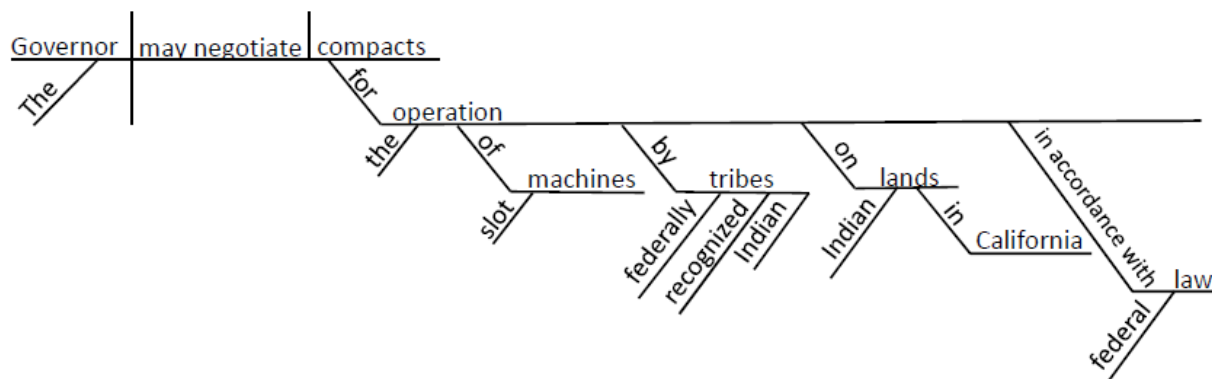 Governor may negotiate compacts
The for
the operation
of by on in accordance with
slot machines
federally recognized Indian tribes
Indian lands
in California
federal law